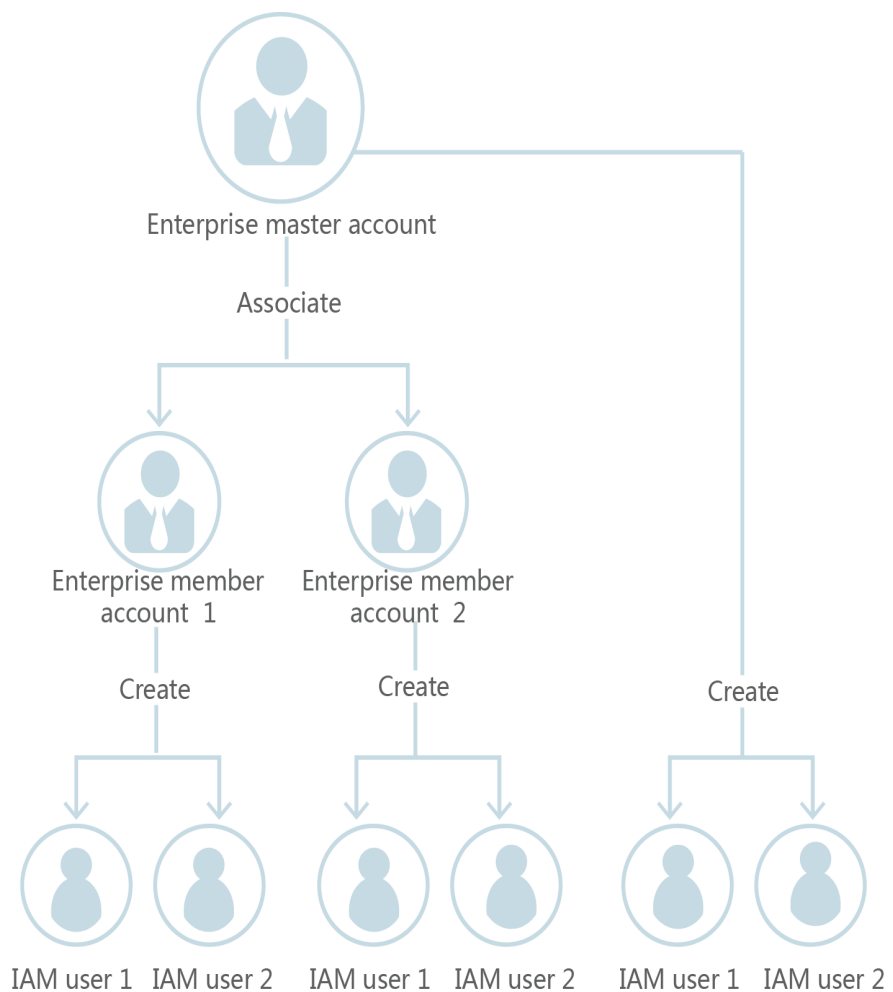 Enterprise master account
Associate
Enterprise member
account 1
Enterprise member
account 2
Create
Create
Create
IAM user 1
IAM user 2
IAM user 1
IAM user 2
IAM user 1
IAM user 2